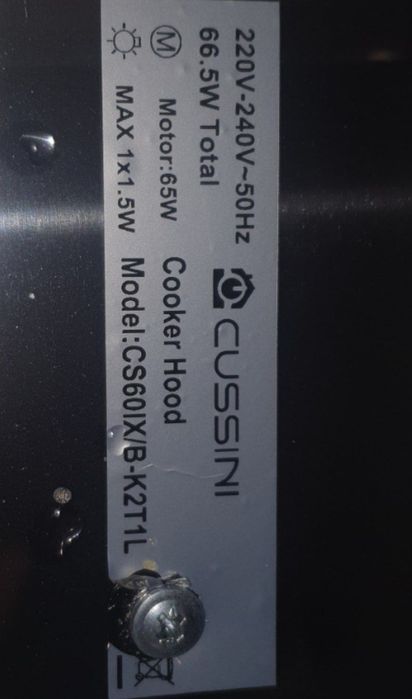 220V-240V~50Hz
66.5W Total
M Motor:65W
MAX 1x1.5W
CUSSINI
Cooker Hood
Model:CS60IX/B-K2T1L